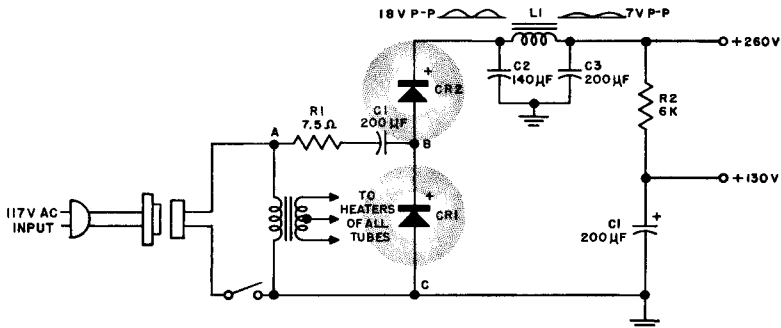 18V P-P
L1
7V P-P
+260V
+
C2
140µF
C3
200µF
CR2
R1
7.5Ω
C1
200µF
R2
6K
A
B
+130V
117V AC
INPUT
TO
HEATERS
OF ALL
TUBES
+
CR1
C1
200µF
+
C